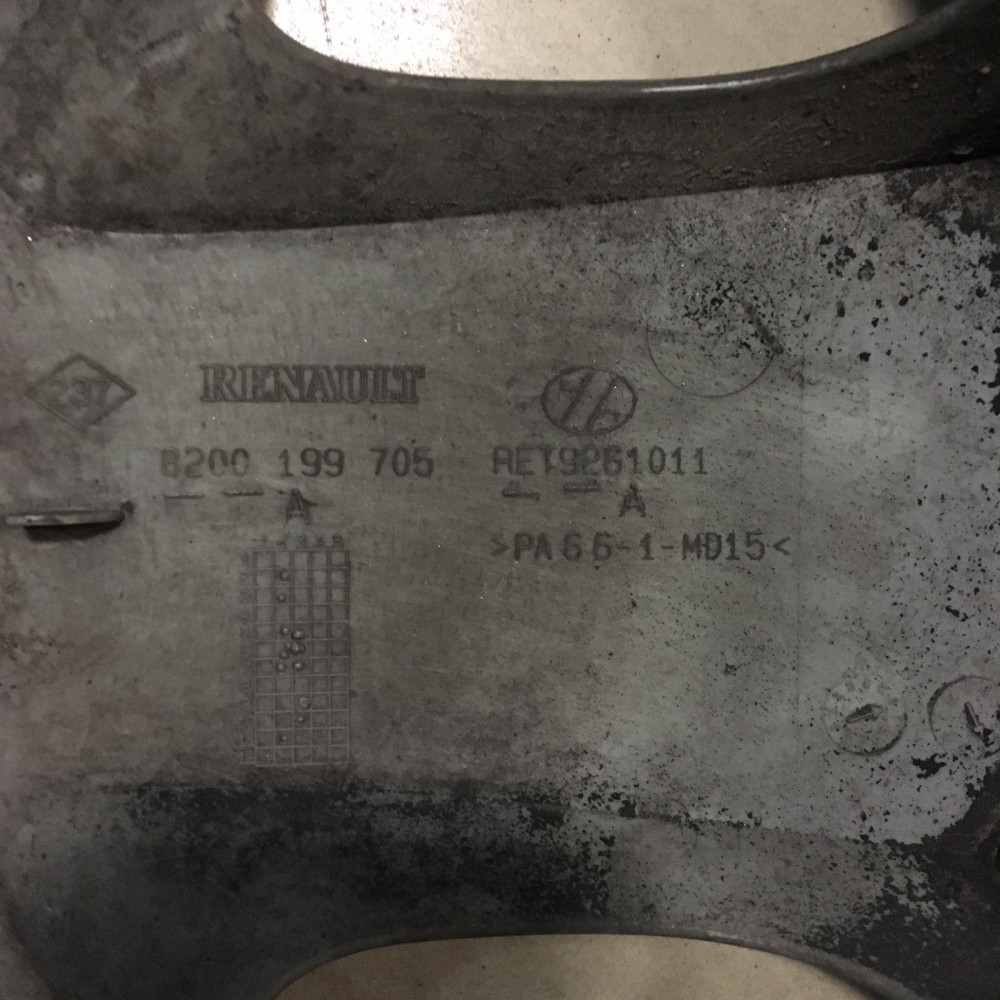 237 RENAULT
8200 199 705 RET9261011
A A
>PA66-1-MD15<